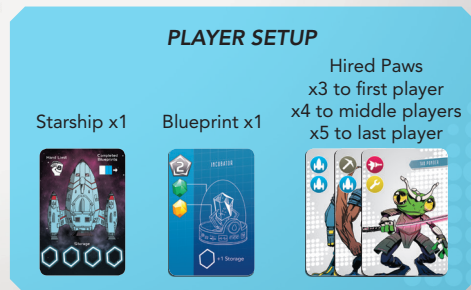 PLAYER SETUP
Starship x1
Blueprint x1
Hired Paws
x3 to first player
x4 to middle players
x5 to last player
Hand Limit
Completed
Blueprints
Storage
2
INCUBATOR
+1 Storage